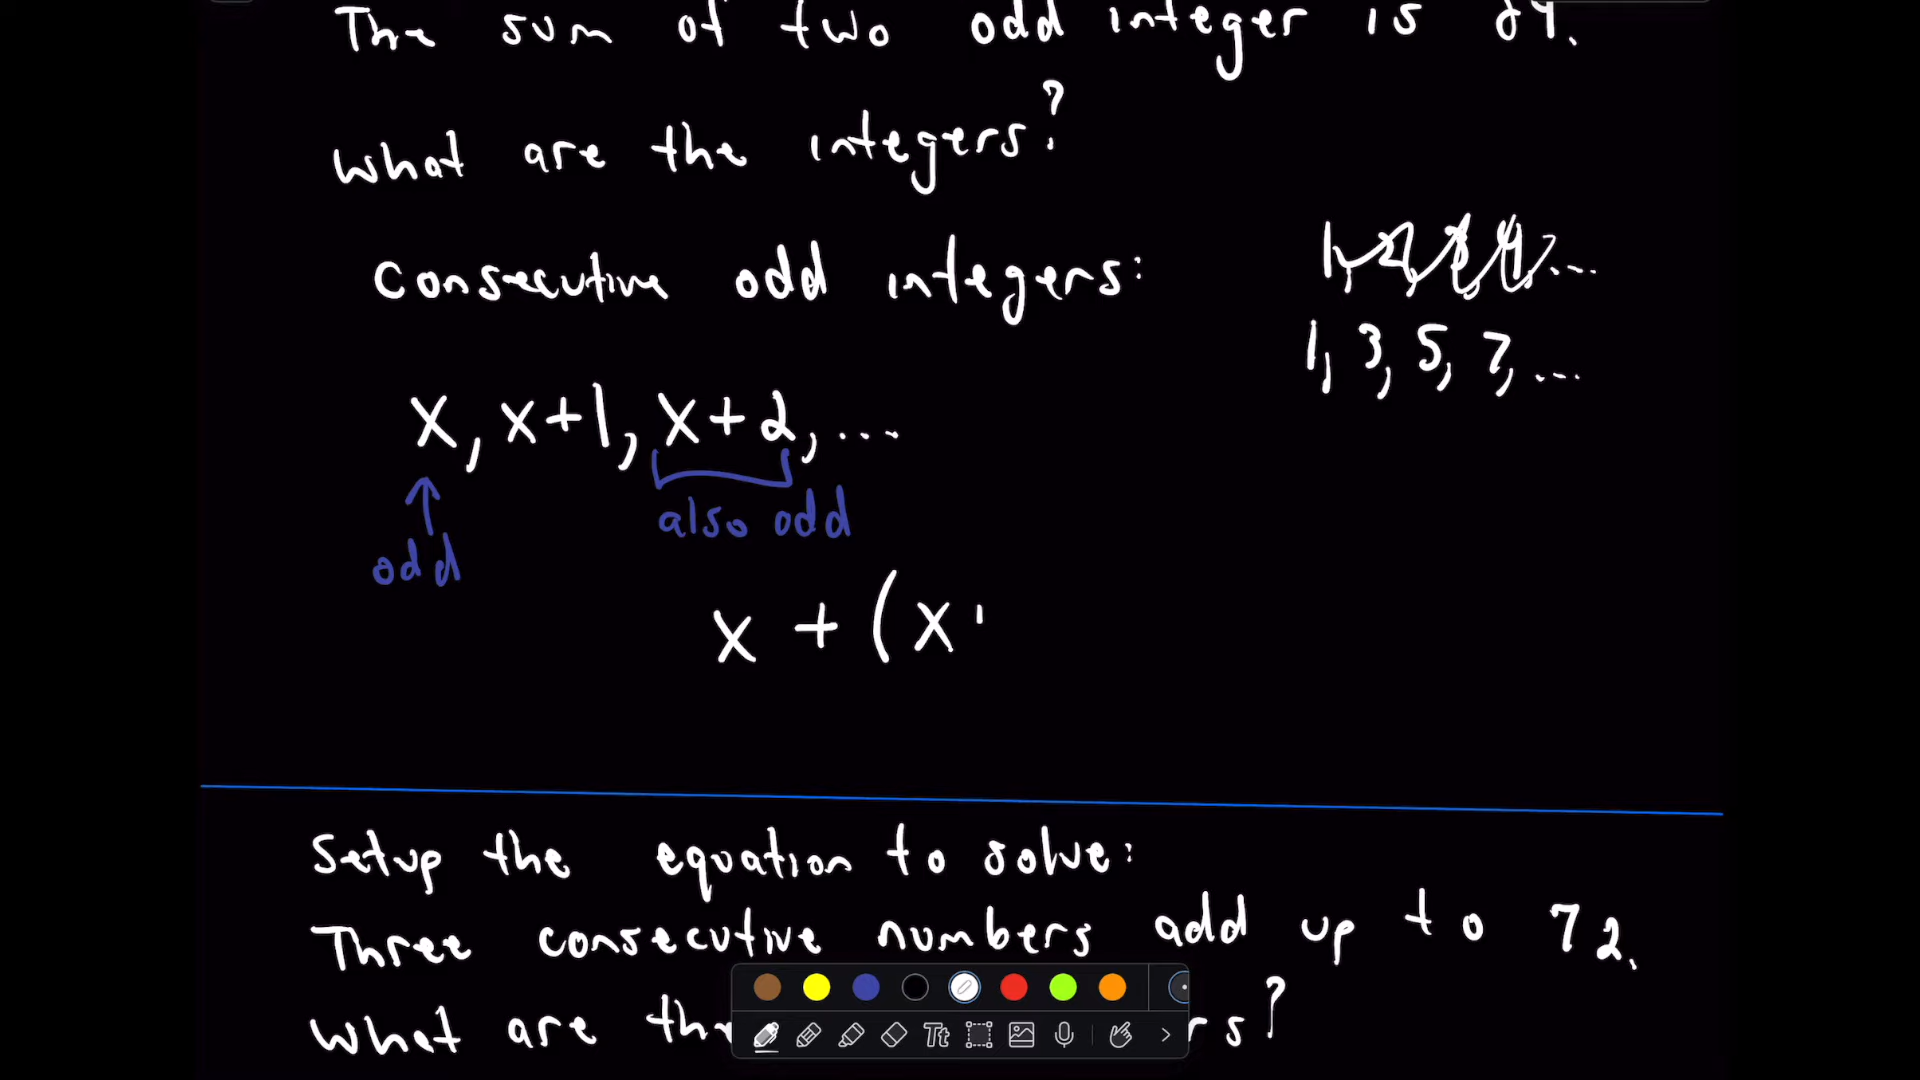 The sum of two odd integer is 84.
what are the integers?
consecutive odd integers:
1, 3, 5, 7, ...
x, x+1, x+2, ...
also odd
odd
x + (x
Setup the equation to solve:
Three consecutive numbers add up to 72.
what are the rs?
Tt